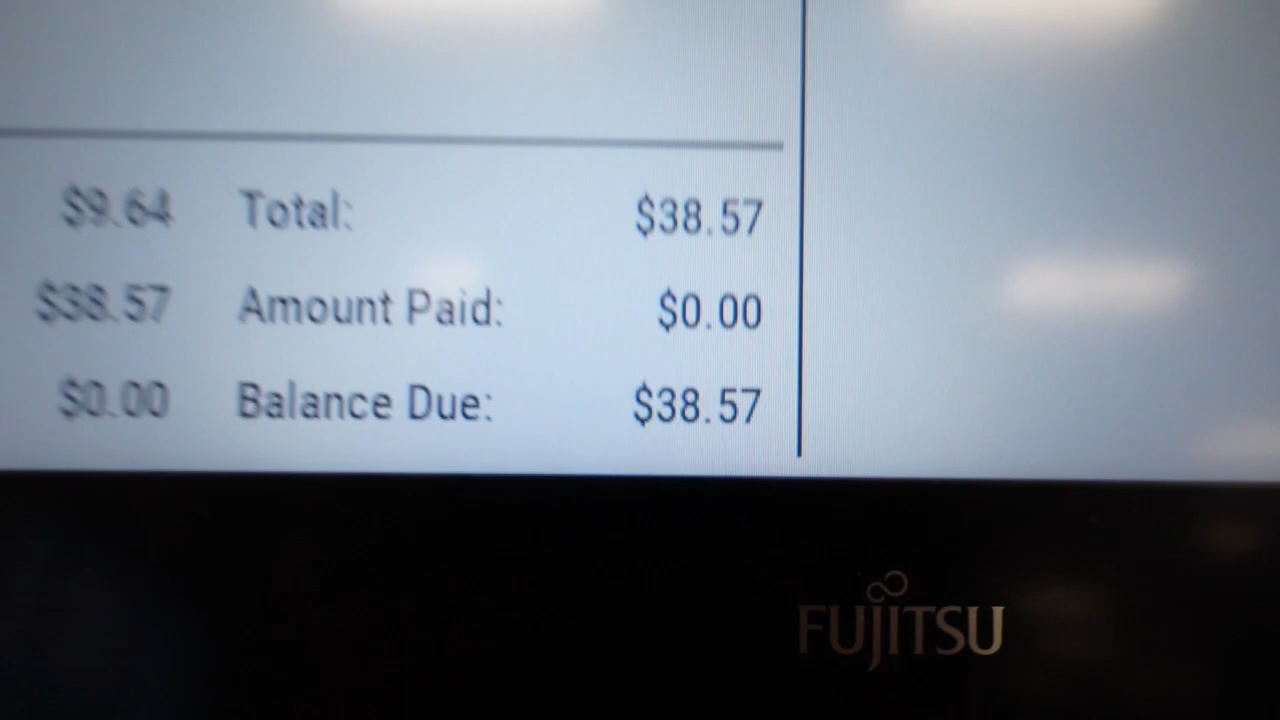 $9.64 Total: $38.57
$38.57 Amount Paid: $0.00
$0.00 Balance Due: $38.57
FUJITSU